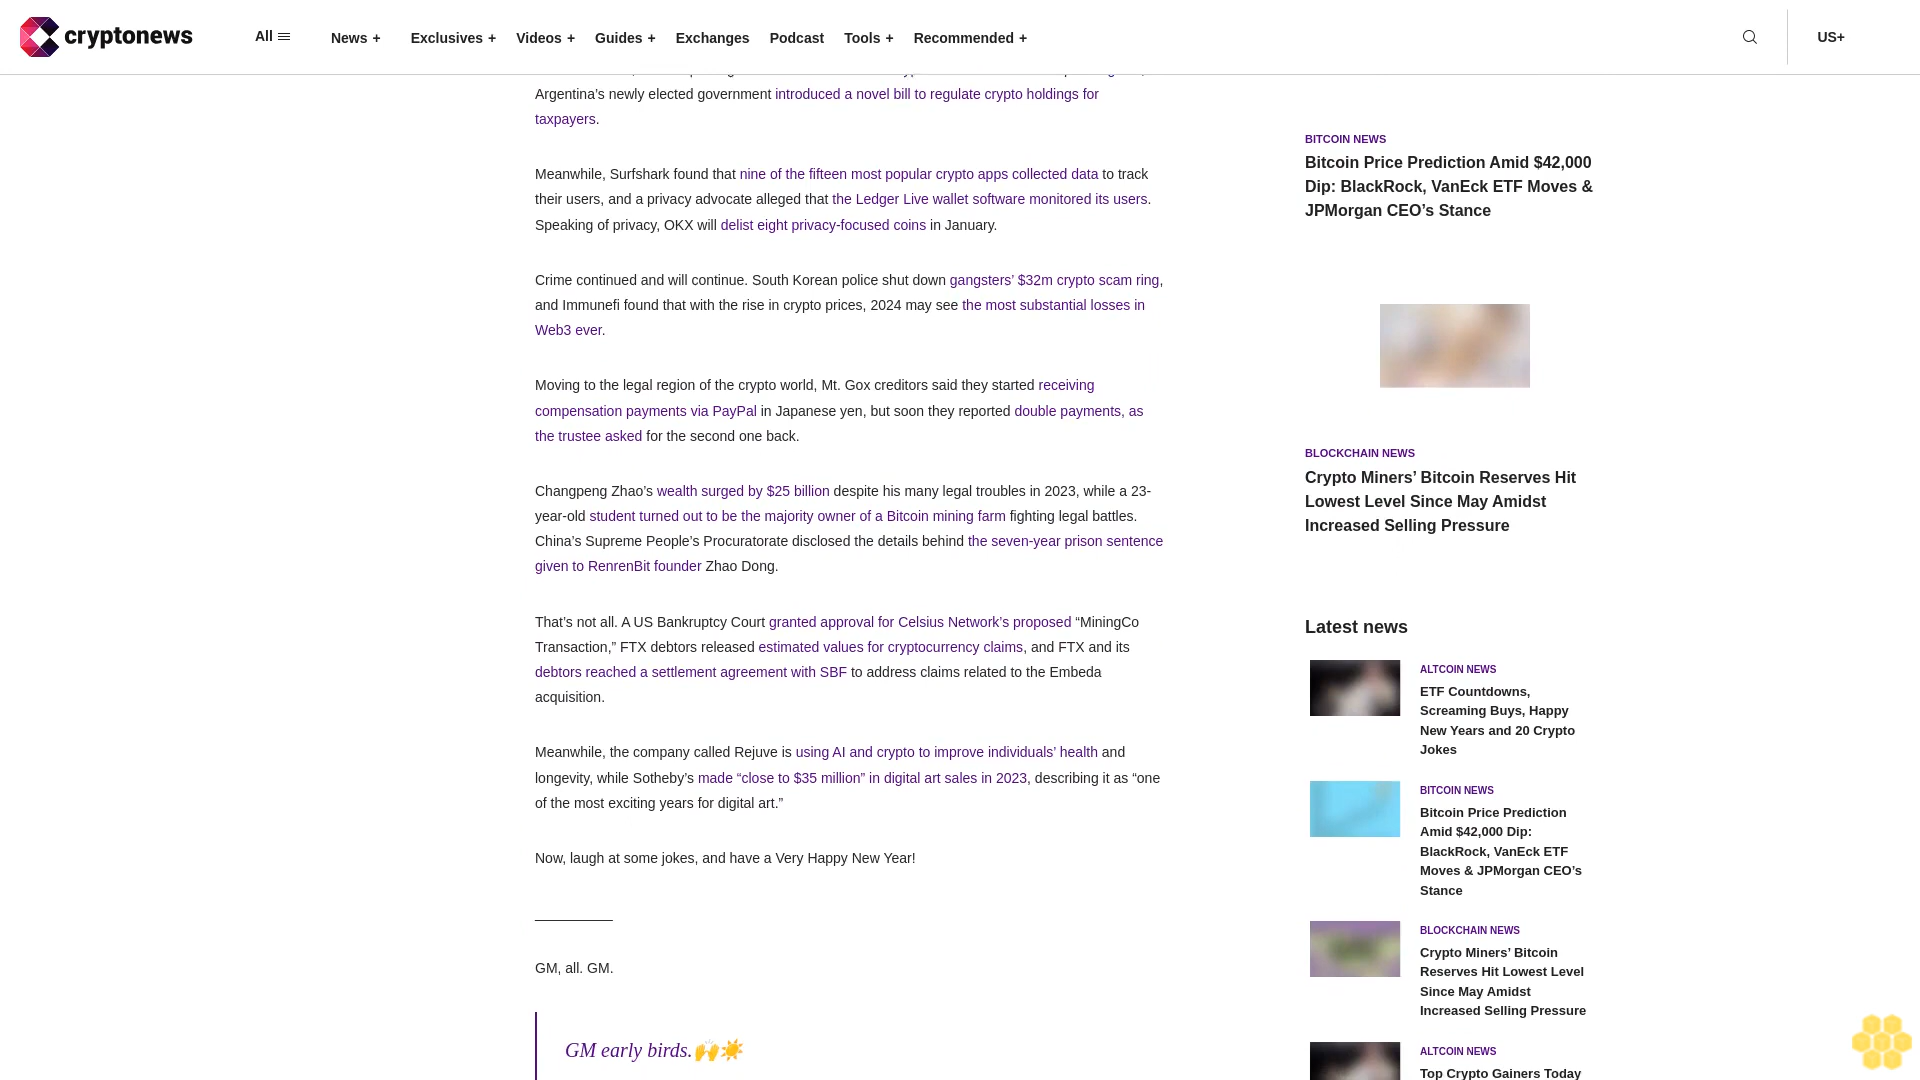 cryptonews
All
News +
Exclusives +
Videos +
Guides +
Exchanges
Podcast
Tools +
Recommended +
US+
Argentina’s newly elected government introduced a novel bill to regulate crypto holdings for
taxpayers.
Meanwhile, Surfshark found that nine of the fifteen most popular crypto apps collected data to track
their users, and a privacy advocate alleged that the Ledger Live wallet software monitored its users.
Speaking of privacy, OKX will delist eight privacy-focused coins in January.
Crime continued and will continue. South Korean police shut down gangsters’ $32m crypto scam ring,
and Immunefi found that with the rise in crypto prices, 2024 may see the most substantial losses in
Web3 ever.
Moving to the legal region of the crypto world, Mt. Gox creditors said they started receiving
compensation payments via PayPal in Japanese yen, but soon they reported double payments, as
the trustee asked for the second one back.
Changpeng Zhao’s wealth surged by $25 billion despite his many legal troubles in 2023, while a 23-
year-old student turned out to be the majority owner of a Bitcoin mining farm fighting legal battles.
China’s Supreme People’s Procuratorate disclosed the details behind the seven-year prison sentence
given to RenrenBit founder Zhao Dong.
That’s not all. A US Bankruptcy Court granted approval for Celsius Network’s proposed “MiningCo
Transaction,” FTX debtors released estimated values for cryptocurrency claims, and FTX and its
debtors reached a settlement agreement with SBF to address claims related to the Embeda
acquisition.
Meanwhile, the company called Rejuve is using AI and crypto to improve individuals’ health and
longevity, while Sotheby’s made “close to $35 million” in digital art sales in 2023, describing it as “one
of the most exciting years for digital art.”
Now, laugh at some jokes, and have a Very Happy New Year!
__________
GM, all. GM.
GM early birds.🙌☀️
BITCOIN NEWS
Bitcoin Price Prediction Amid $42,000
Dip: BlackRock, VanEck ETF Moves &
JPMorgan CEO’s Stance
BLOCKCHAIN NEWS
Crypto Miners’ Bitcoin Reserves Hit
Lowest Level Since May Amidst
Increased Selling Pressure
Latest news
ALTCOIN NEWS
ETF Countdowns,
Screaming Buys, Happy
New Years and 20 Crypto
Jokes
BITCOIN NEWS
Bitcoin Price Prediction
Amid $42,000 Dip:
BlackRock, VanEck ETF
Moves & JPMorgan CEO’s
Stance
BLOCKCHAIN NEWS
Crypto Miners’ Bitcoin
Reserves Hit Lowest Level
Since May Amidst
Increased Selling Pressure
ALTCOIN NEWS
Top Crypto Gainers Today